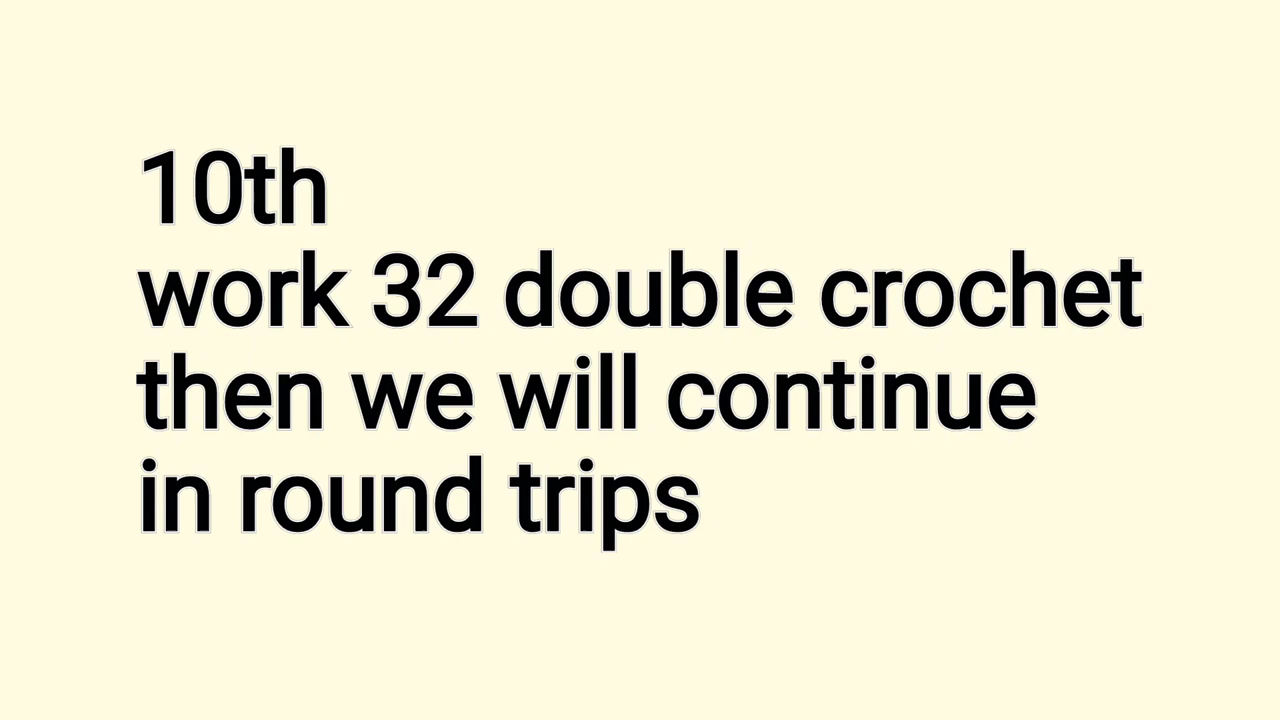 10th
work 32 double crochet
then we will continue
in round trips